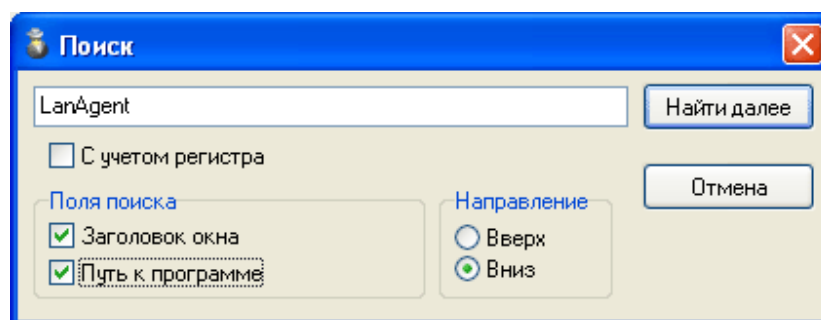 Поиск
LanAgent
Найти далее
С учетом регистра
Отмена
Поля поиска
Заголовок окна
Путь к программе
Направление
Вверх
Вниз